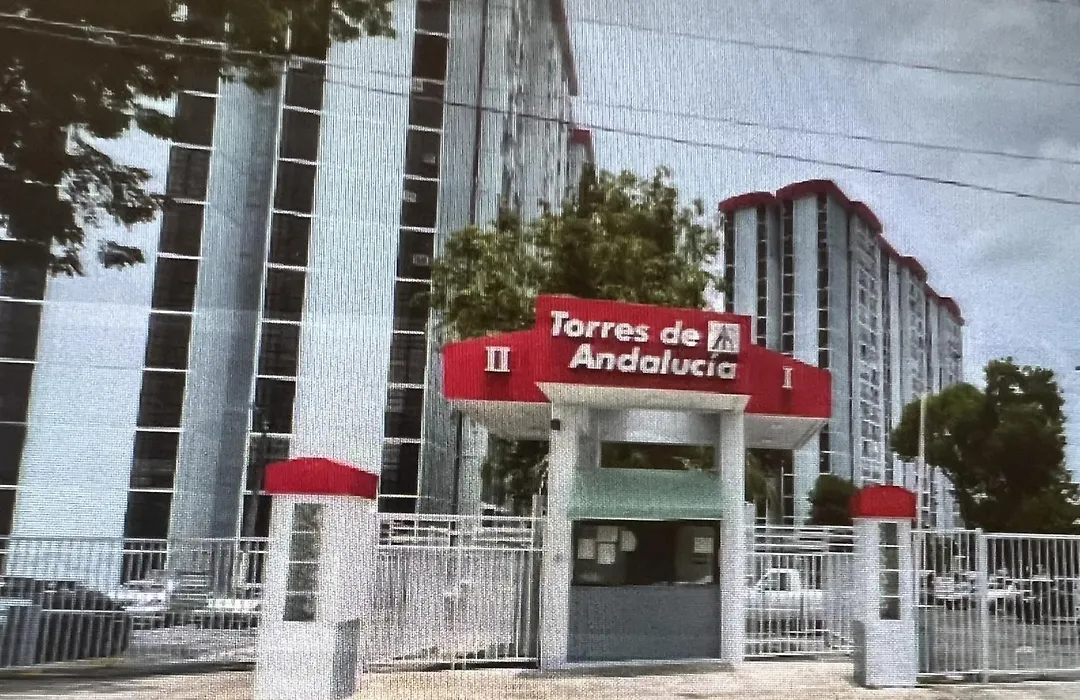 Torres de
Andalucía
II
I